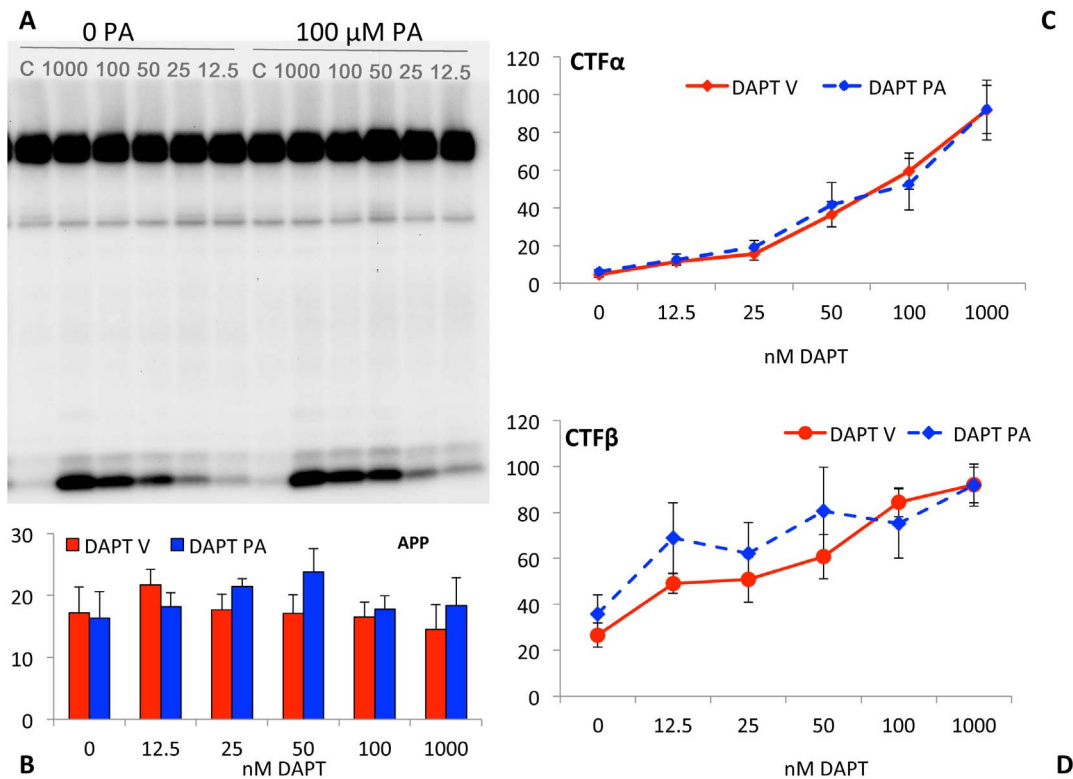 A
0 PA 100 µM PA
C 1000 100 50 25 12.5 C 1000 100 50 25 12.5
C
CTFα
DAPT V DAPT PA
120
100
80
60
40
20
0
0 12.5 25 50 100 1000
nM DAPT
30
20
10
0
DAPT V DAPT PA APP
0 12.5 25 50 100 1000
nM DAPT
B
CTFβ
DAPT V DAPT PA
120
100
80
60
40
20
0
0 12.5 25 50 100 1000
nM DAPT
D